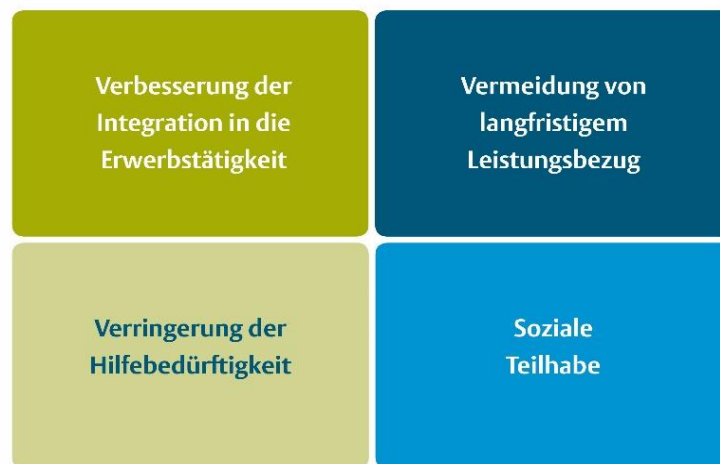 Verbesserung der
Integration in die
Erwerbstätigkeit
Vermeidung von
langfristigem
Leistungsbezug
Verringerung der
Hilfebedürftigkeit
Soziale
Teilhabe